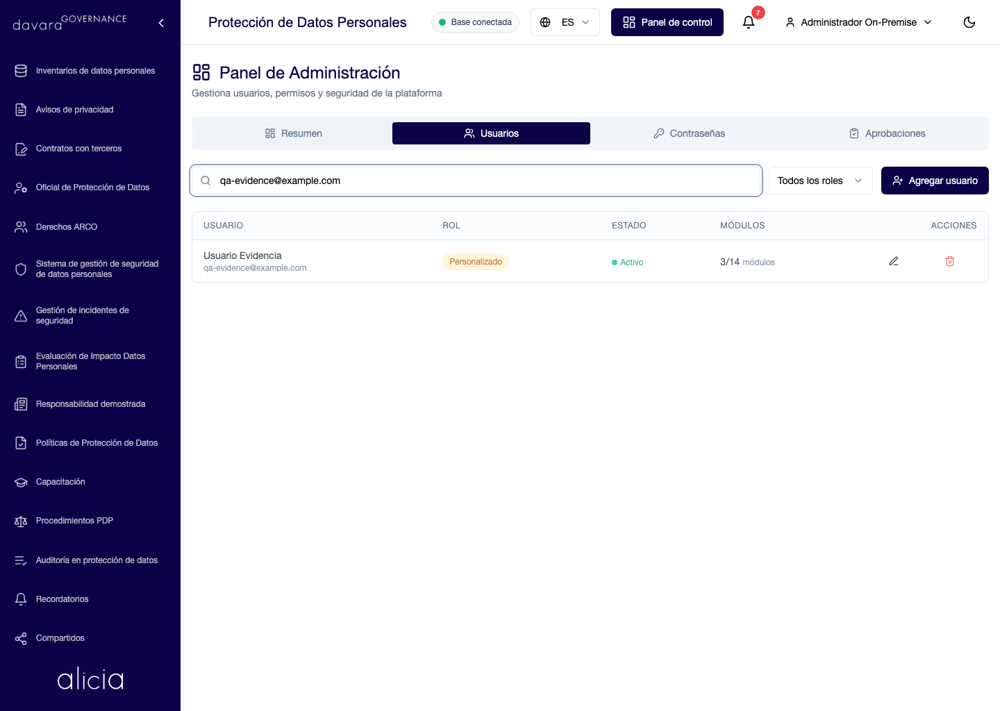 davara GOVERNANCE
Inventarios de datos personales
Avisos de privacidad
Contratos con terceros
Oficial de Protección de Datos
Derechos ARCO
Sistema de gestión de seguridad
de datos personales
Gestión de incidentes de
seguridad
Evaluación de Impacto Datos
Personales
Responsabilidad demostrada
Políticas de Protección de Datos
Capacitación
Procedimientos PDP
Auditoría en protección de datos
Recordatorios
Compartidos
alicia
Protección de Datos Personales
Base conectada
ES
Panel de control
7
Administrador On-Premise
Panel de Administración
Gestiona usuarios, permisos y seguridad de la plataforma
Resumen
Usuarios
Contraseñas
Aprobaciones
qa-evidence@example.com
Todos los roles
Agregar usuario
USUARIO ROL ESTADO MÓDULOS ACCIONES
Usuario Evidencia
qa-evidence@example.com
Personalizado
Activo
3/14 módulos